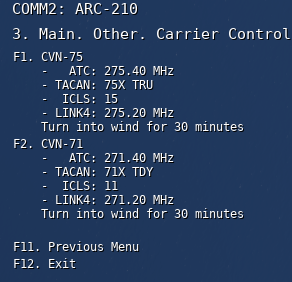 COMM2: ARC-210
3. Main. Other. Carrier Control
F1. CVN-75
-   ATC: 275.40 MHz
- TACAN: 75X TRU
-  ICLS: 15
- LINK4: 275.20 MHz
Turn into wind for 30 minutes
F2. CVN-71
-   ATC: 271.40 MHz
- TACAN: 71X TDY
-  ICLS: 11
- LINK4: 271.20 MHz
Turn into wind for 30 minutes
F11. Previous Menu
F12. Exit